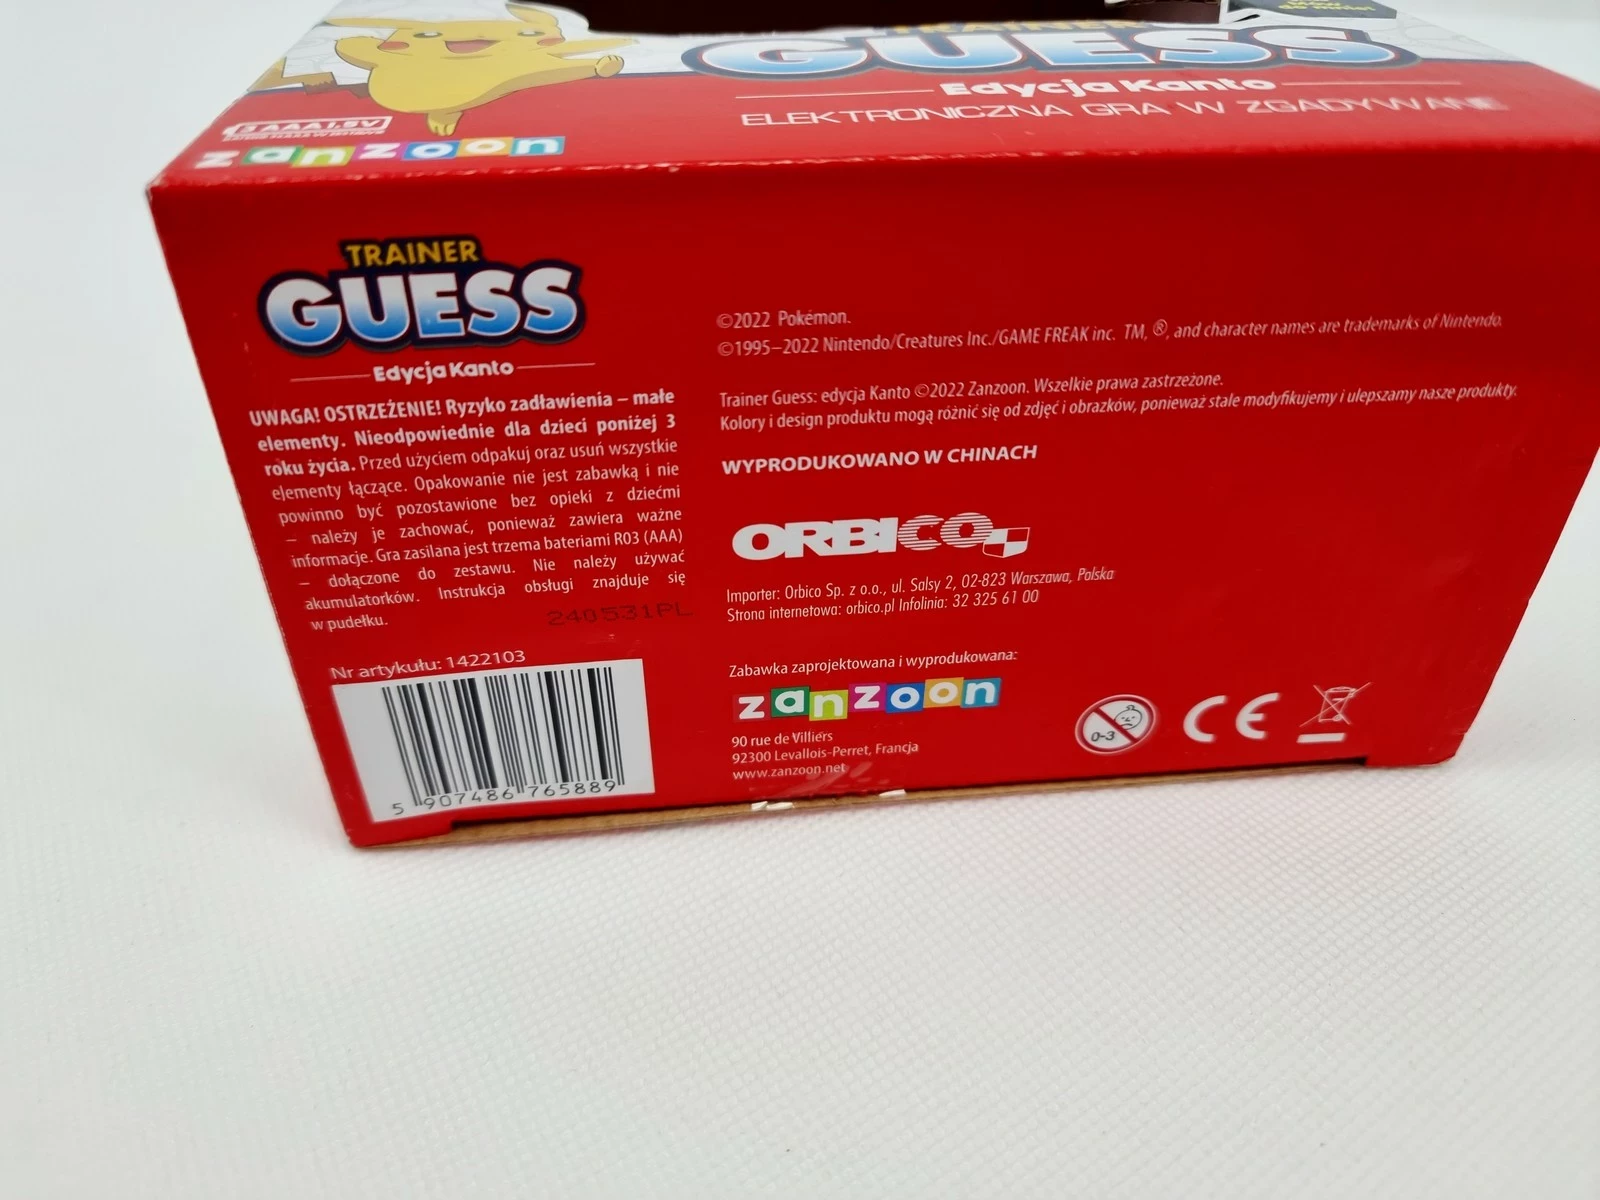 TRAINER
GUESS
Edycja Kanto
ELEKTRONICZNA GRA W ZGADYWANIE
3 AAA 1.5V
zanzoon
TRAINER
GUESS
Edycja Kanto
UWAGA! OSTRZEŻENIE! Ryzyko zadławienia – małe
elementy. Nieodpowiednie dla dzieci poniżej 3
roku życia. Przed użyciem odpakuj oraz usuń wszystkie
elementy łączące. Opakowanie nie jest zabawką i nie
powinno być pozostawione bez opieki z dziećmi
– należy je zachować, ponieważ zawiera ważne
informacje. Gra zasilana jest trzema bateriami R03 (AAA)
– dołączone do zestawu. Nie należy używać
akumulatorków. Instrukcja obsługi znajduje się
w pudełku.
240531PL
Nr artykułu: 1422103
5 907486 765889
©2022 Pokémon.
©1995–2022 Nintendo/Creatures Inc./GAME FREAK inc. TM, ®, and character names are trademarks of Nintendo.
Trainer Guess: edycja Kanto ©2022 Zanzoon. Wszelkie prawa zastrzeżone.
Kolory i design produktu mogą różnić się od zdjęć i obrazków, ponieważ stale modyfikujemy i ulepszamy nasze produkty.
WYPRODUKOWANO W CHINACH
ORBICO
Importer: Orbico Sp. z o.o., ul. Salsy 2, 02-823 Warszawa, Polska
Strona internetowa: orbico.pl Infolinia: 32 325 61 00
Zabawka zaprojektowana i wyprodukowana:
zanzoon
90 rue de Villiers
92300 Levallois-Perret, Francja
www.zanzoon.net
0-3
CE